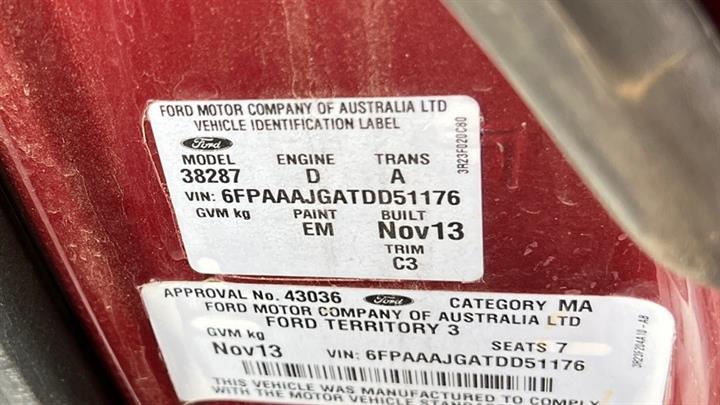 FORD MOTOR COMPANY OF AUSTRALIA LTD
VEHICLE IDENTIFICATION LABEL
Ford
MODEL ENGINE TRANS
38287 D A
VIN: 6FPAAAJGATDD51176
GVM kg PAINT BUILT
EM Nov13
TRIM
C3
3R23F020C80
APPROVAL No. 43036 Ford CATEGORY MA
FORD MOTOR COMPANY OF AUSTRALIA LTD
FORD TERRITORY 3
GVM kg SEATS 7
Nov13 VIN: 6FPAAAJGATDD51176
THIS VEHICLE WAS MANUFACTURED TO COMPLY
WITH THE MOTOR VEHICLE STANDARDS